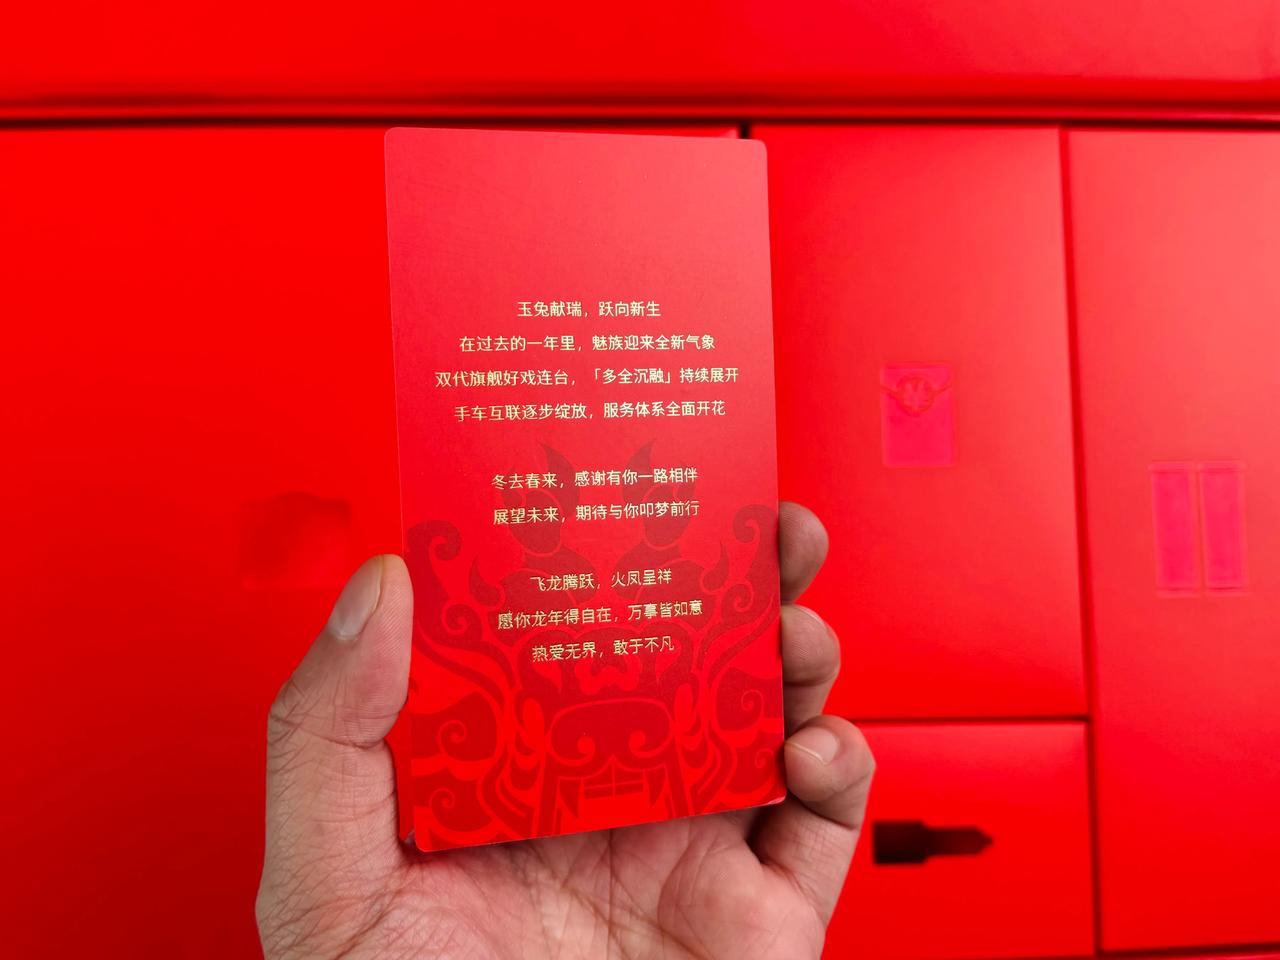 玉兔献瑞，跃向新生
在过去的一年里，魅族迎来全新气象
双代旗舰好戏连台，「多全沉融」持续展开
手车互联逐步绽放，服务体系全面开花
冬去春来，感谢有你一路相伴
展望未来，期待与你叩梦前行
飞龙腾跃，火凤呈祥
愿你龙年得自在，万事皆如意
热爱无界，敢于不凡